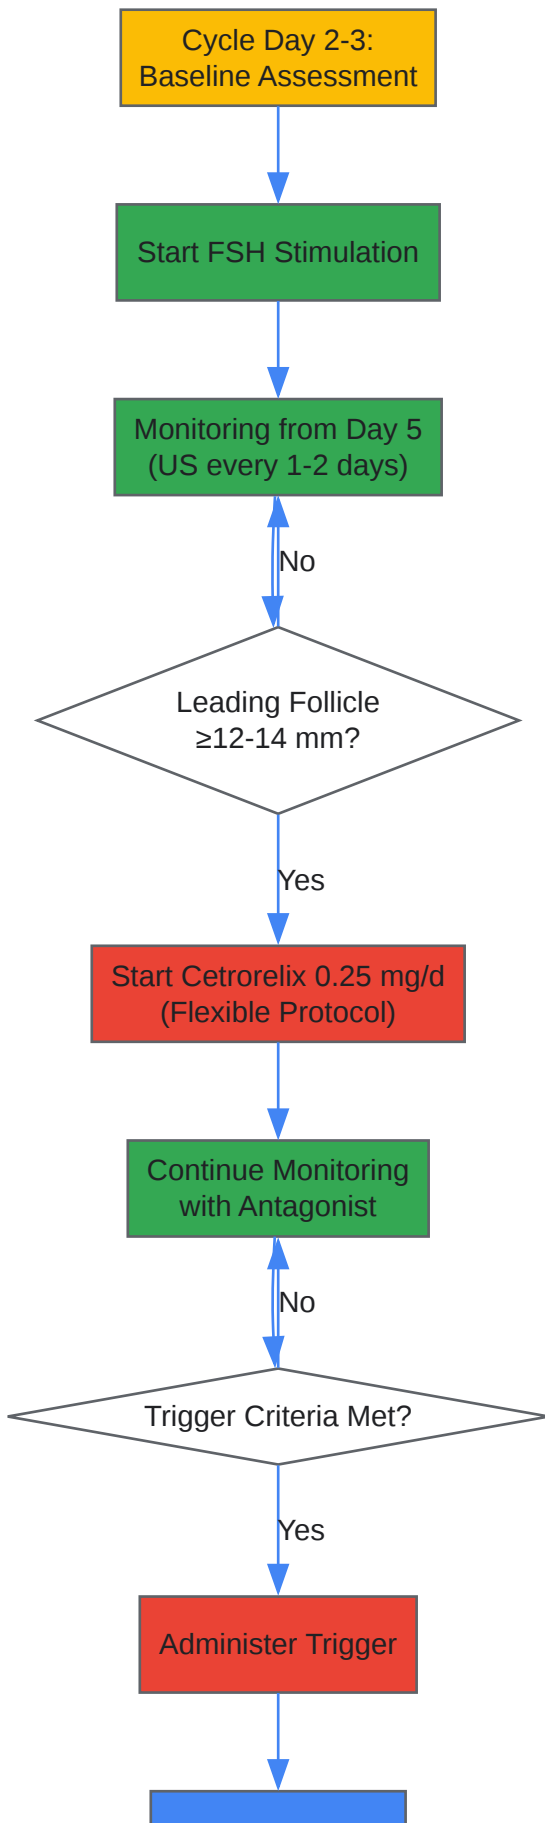 Cycle Day 2-3:
Baseline Assessment
Start FSH Stimulation
Monitoring from Day 5
(US every 1-2 days)
No
Leading Follicle
≥12-14 mm?
Yes
Start Cetrorelix 0.25 mg/d
(Flexible Protocol)
Continue Monitoring
with Antagonist
No
Trigger Criteria Met?
Yes
Administer Trigger